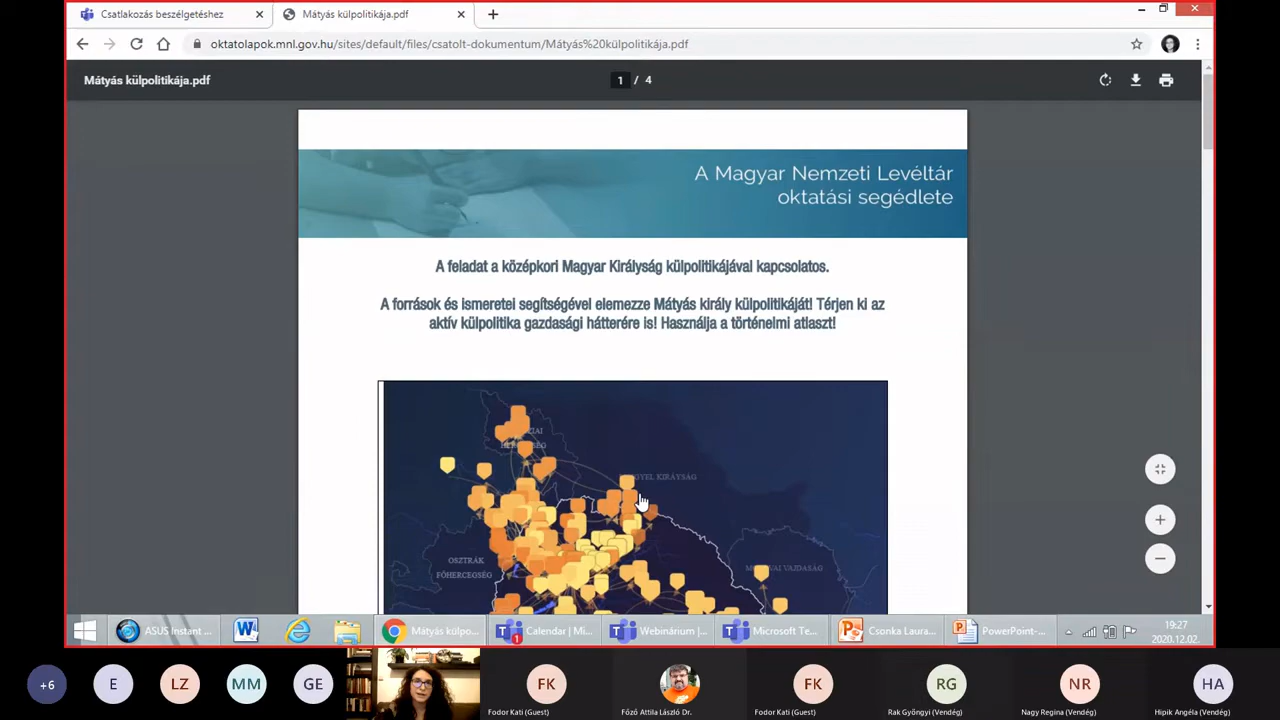 Csatlakozás beszélgetéshez
Mátyás külpolitikája.pdf
oktatolapok.mnl.gov.hu/sites/default/files/csatolt-dokumentum/Mátyás%20külpolitikája.pdf
Mátyás külpolitikája.pdf
1 / 4
A Magyar Nemzeti Levéltár
oktatási segédlete
A feladat a középkori Magyar Királyság külpolitikájával kapcsolatos.
A források és ismeretei segítségével elemezze Mátyás király külpolitikáját! Térjen ki az
aktív külpolitika gazdasági hátterére is! Használja a történelmi atlaszt!
OSZTRÁK
FŐHERCEGSÉG
ASUS Instant ...
Mátyás külpo...
1
Calendar | Mi...
Webinárium |...
Microsoft Te...
Csonka Laura...
PowerPoint-...
19:27
2020.12.02.
+6
E
LZ
MM
GE
FK
FK
RG
NR
HA
Fodor Kati (Guest)
Főző Attila László Dr.
Fodor Kati (Guest)
Rak Gyöngyi (Vendég)
Nagy Regina (Vendég)
Hipik Angéla (Vendég)